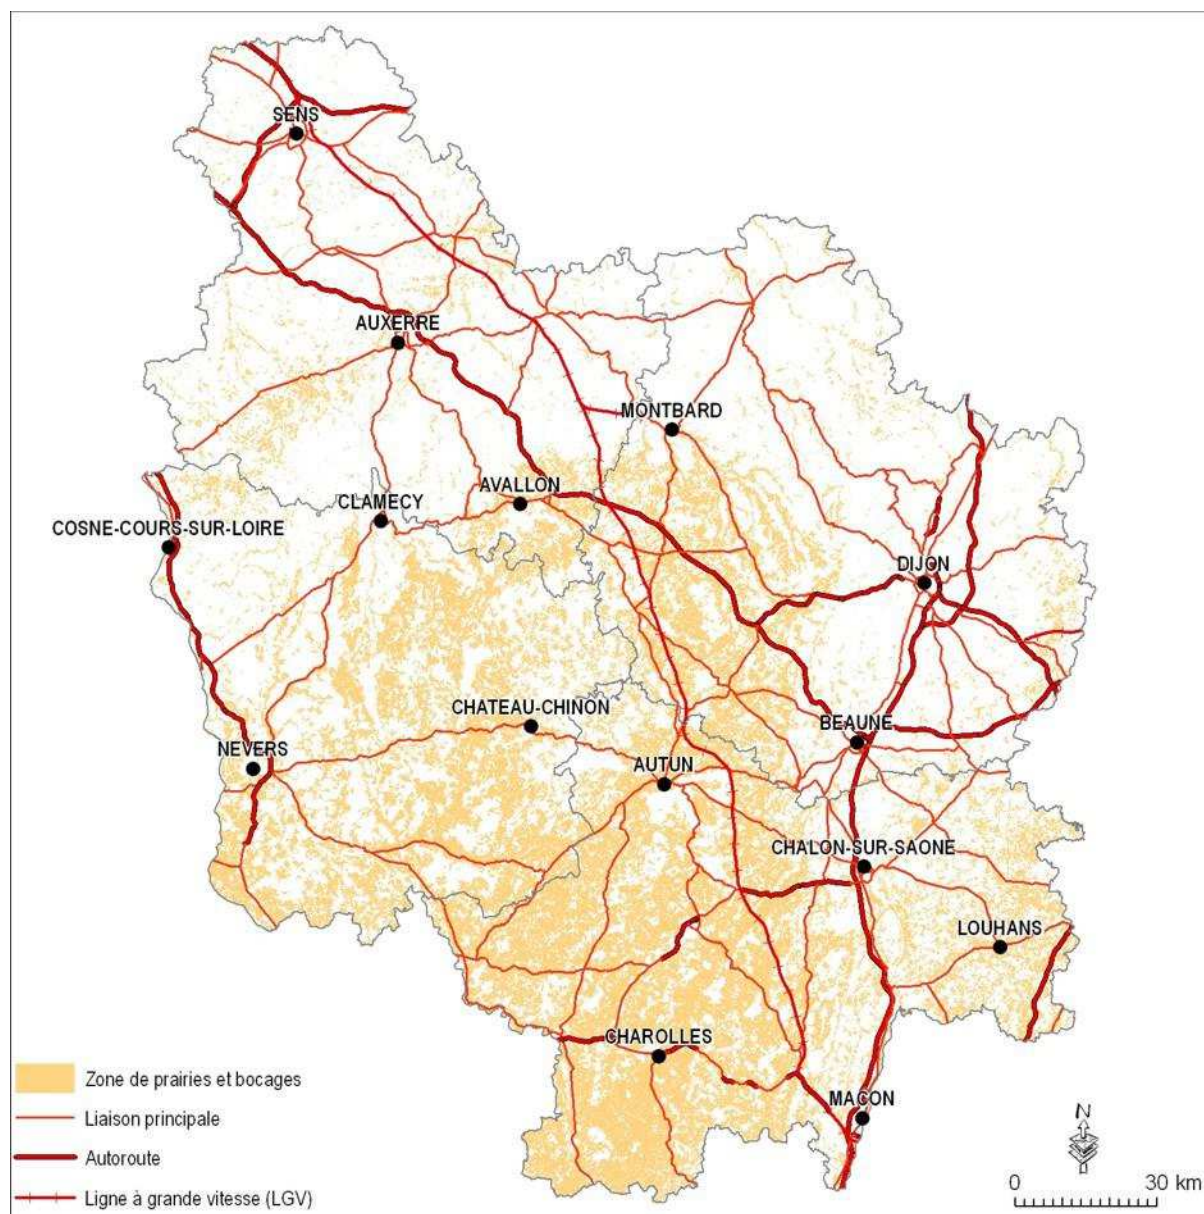 SENS
AUXERRE
MONTBARD
AVALLON
CLAMECY
COSNE-COURS-SUR-LOIRE
DIJON
CHATEAU-CHINON
BEAUNE
NEVERS
AUTUN
CHALON-SUR-SAONE
LOUHANS
CHAROLLES
MACON
Zone de prairies et bocages
Liaison principale
Autoroute
Ligne à grande vitesse (LGV)
N
0 30 km